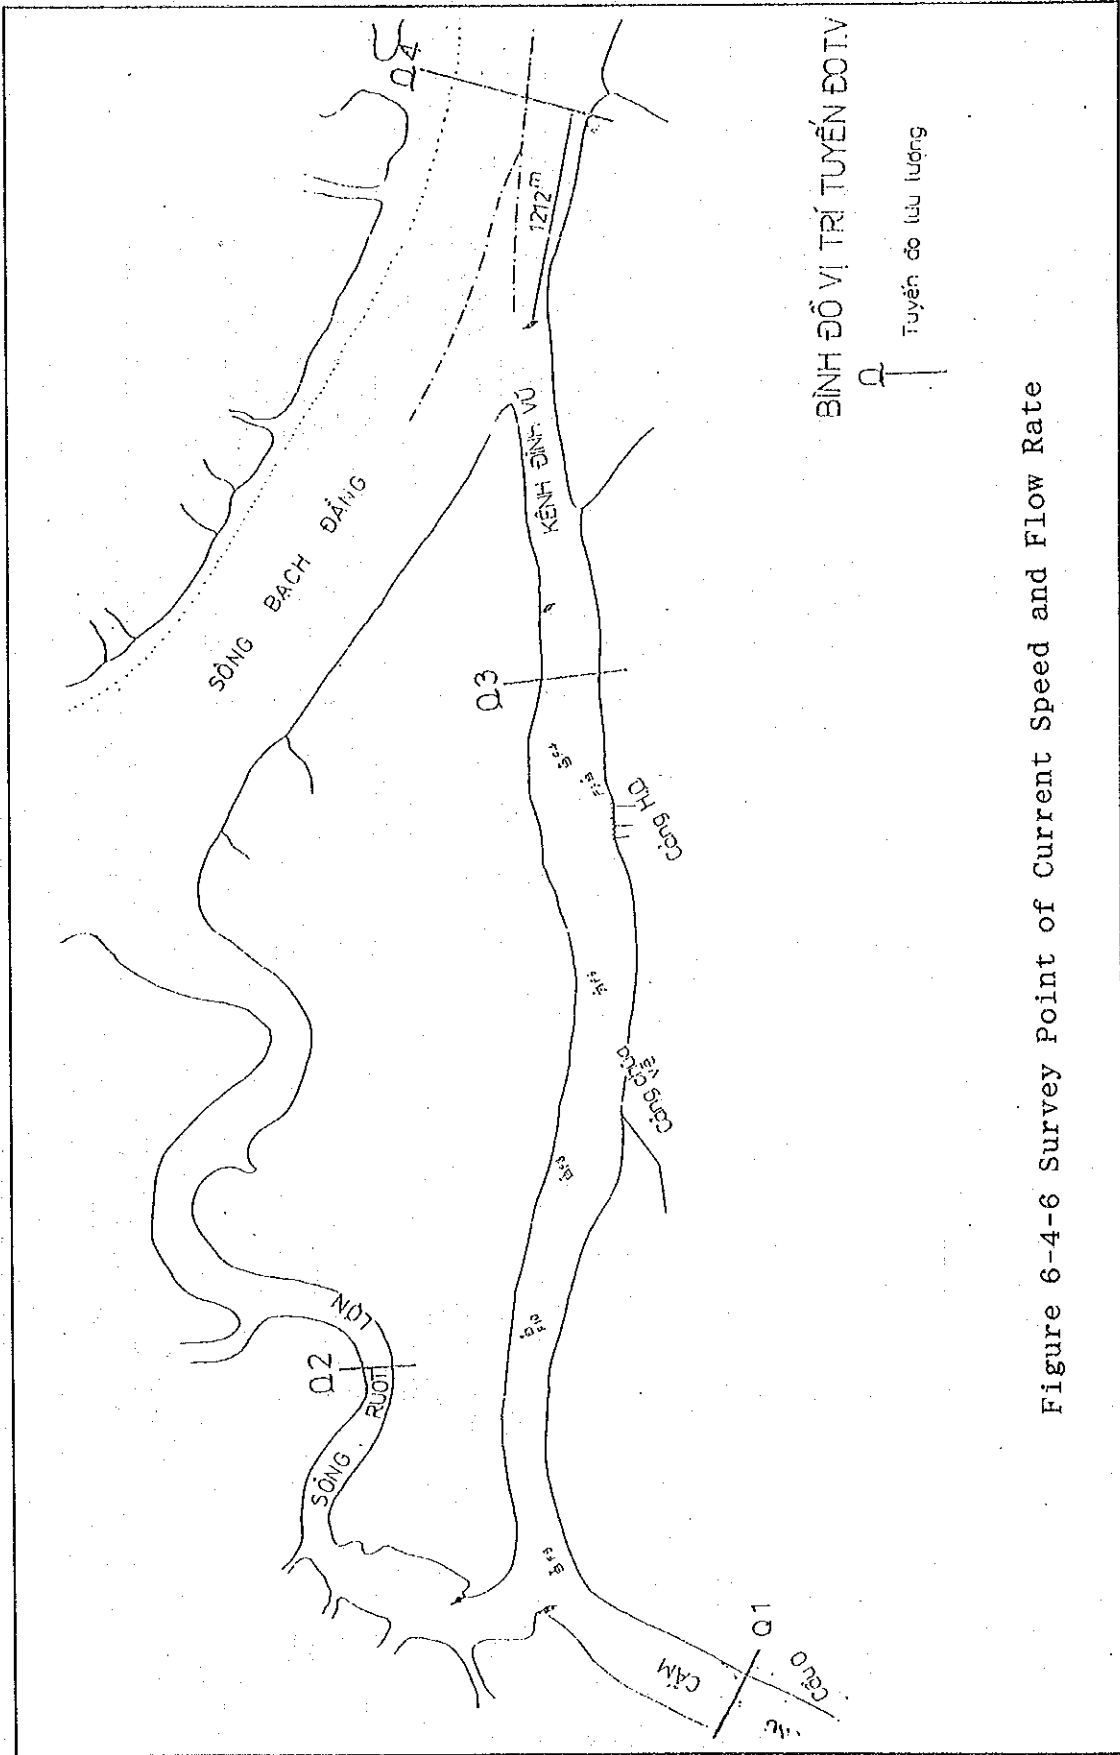 Q4
1212m
SÔNG BẠCH ĐẰNG
KÊNH ĐÌNH VŨ
Q3
Cảng H.Q
Cảng chùa
Vẽ
SÔNG RUỘT LỢN
Q2
CẤM
Q1
BÌNH ĐỒ VỊ TRÍ TUYẾN ĐO T.V
Q
Tuyến đo lưu lượng
Figure 6-4-6 Survey Point of Current Speed and Flow Rate